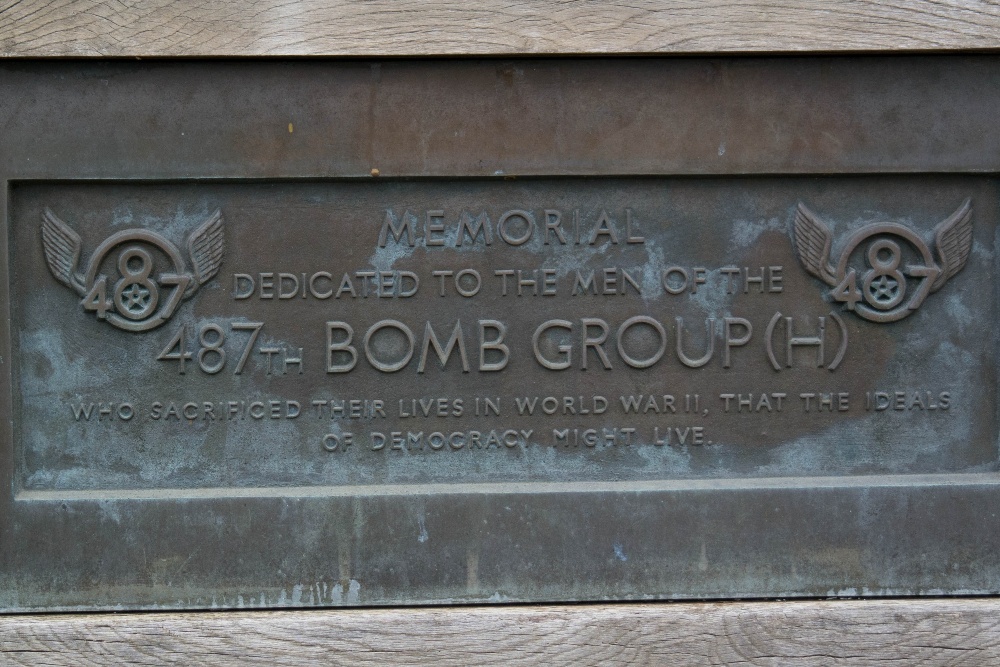 MEMORIAL
487 DEDICATED TO THE MEN OF THE 487
487TH BOMB GROUP (H)
WHO SACRIFICED THEIR LIVES IN WORLD WAR II, THAT THE IDEALS
OF DEMOCRACY MIGHT LIVE.